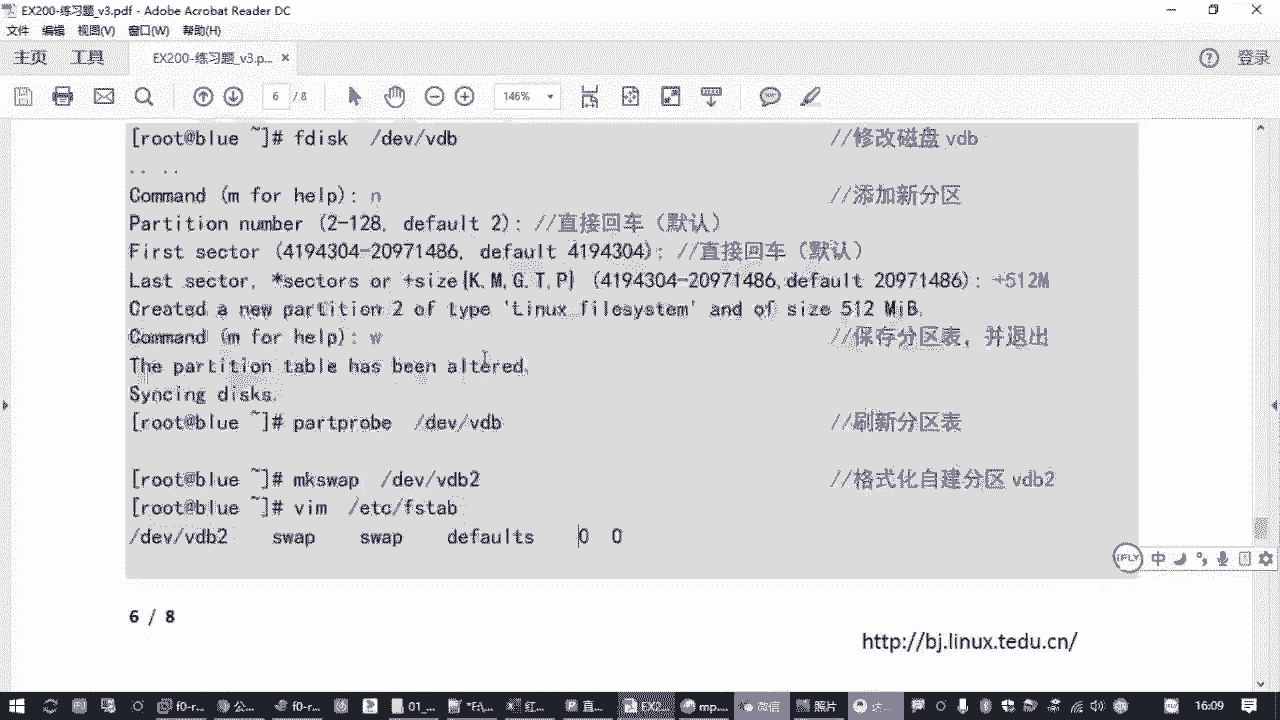 EX200-练习题_v3.pdf - Adobe Acrobat Reader DC
文件 编辑 视图(V) 窗口(W) 帮助(H)
主页 工具 EX200-练习题_v3.p... × 登录
6 / 8 146%
[root@blue ~]# fdisk /dev/vdb //修改磁盘 vdb
.. ..
Command (m for help): n //添加新分区
Partition number (2-128, default 2): //直接回车（默认）
First sector (4194304-20971486, default 4194304): //直接回车（默认）
Last sector, *sectors or +size{K,M,G,T,P} (4194304-20971486,default 20971486): +512M
Created a new partition 2 of type 'Linux filesystem' and of size 512 MiB.
Command (m for help): w //保存分区表，并退出
The partition table has been altered.
Syncing disks.
[root@blue ~]# partprobe /dev/vdb //刷新分区表
[root@blue ~]# mkswap /dev/vdb2 //格式化自建分区 vdb2
[root@blue ~]# vim /etc/fstab
/dev/vdb2 swap swap defaults 0 0
iFLY 中
6 / 8
http://bj.linux.tedu.cn/
f0-r... 公... f0-r... 红... 01_... 直... EX2... mp... 微信 照片 16:09